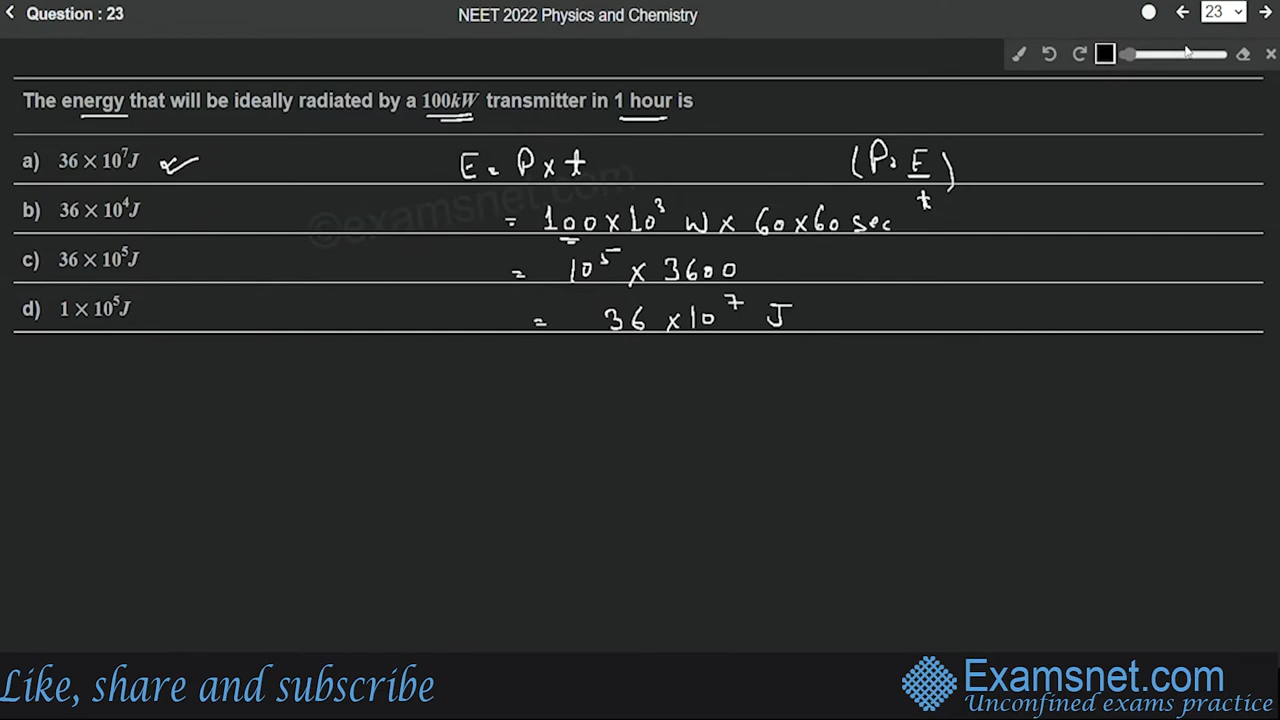 Question : 23
NEET 2022 Physics and Chemistry
23
The energy that will be ideally radiated by a 100kW transmitter in 1 hour is
a) 36 × 10⁷J
E = P × t
(P = E/t)
b) 36 × 10⁴J
©examsnet.com
= 100 × 10³ W × 60 × 60 sec
c) 36 × 10⁵J
= 10⁵ × 3600
d) 1 × 10⁵J
= 36 × 10⁷ J
Like, share and subscribe
Examsnet.com
Unconfined exams practice